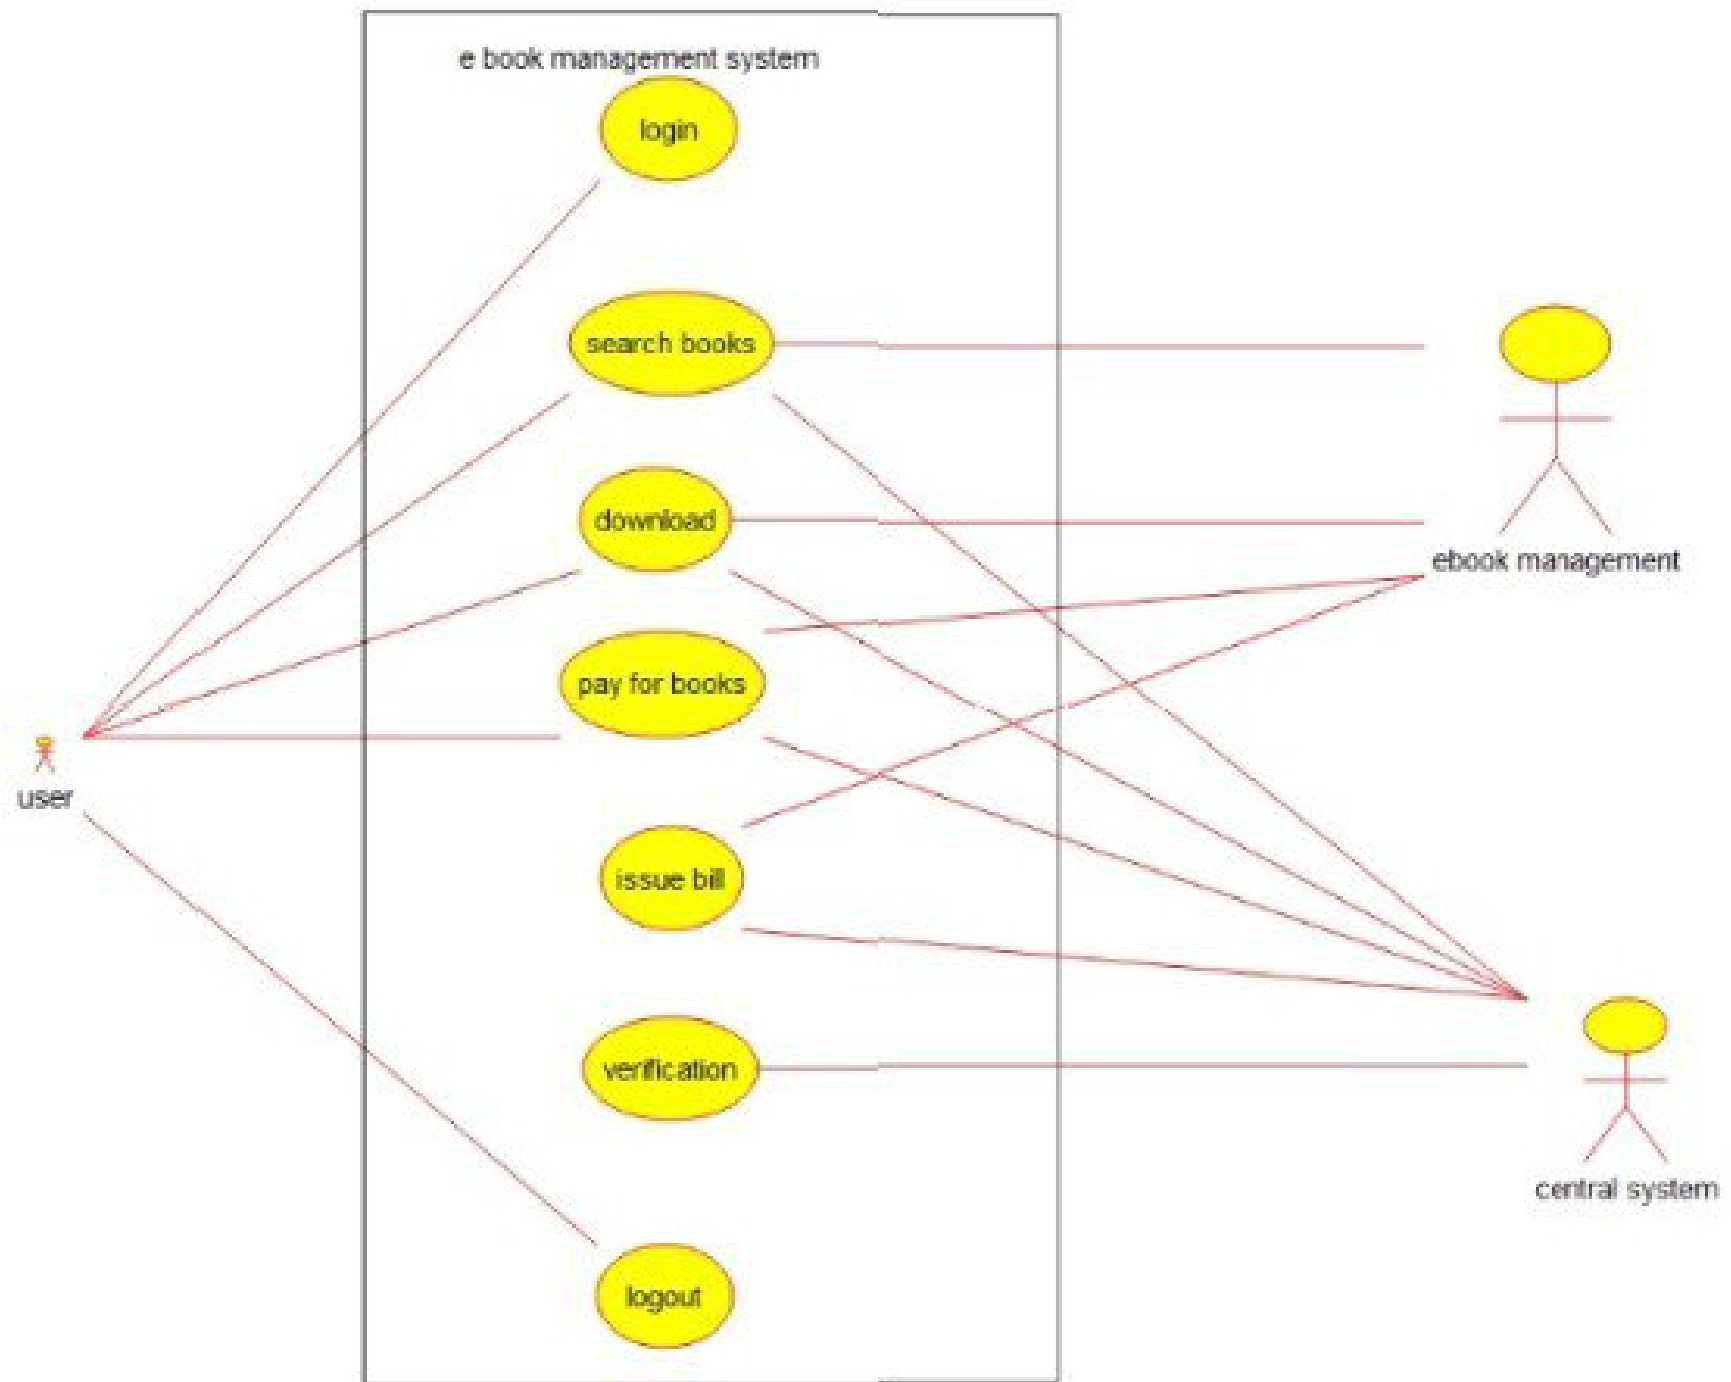 e book management system
login
search books
download
ebook management
pay for books
user
issue bill
verification
central system
logout